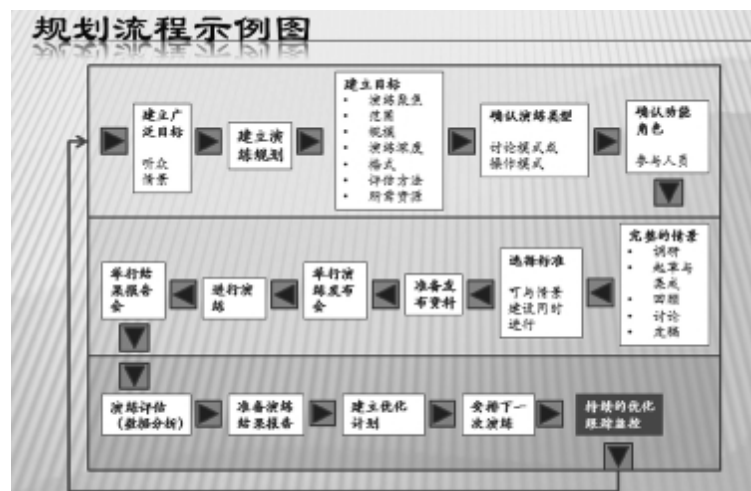 规划流程示例图
建立广
泛目标
听众
情景
建立演
练规划
建立目标
• 演练聚焦
• 范围
• 规模
• 演练深度
• 格式
• 评估方法
• 所需资源
确认演练类型
讨论模式或
操作模式
确认功能
角色
参与人员
完整的情景
• 调研
• 起草与
• 回顾
• 讨论
• 定稿
选择标准
可与情景
建设同时
进行
准备发
布资料
举行演
练发布
会
进行演
练
举行结
果报告
会
演练评估
(数据分析)
准备演练
结果报告
建立优化
计划
安排下一
次演练
持续的优化
跟踪监控